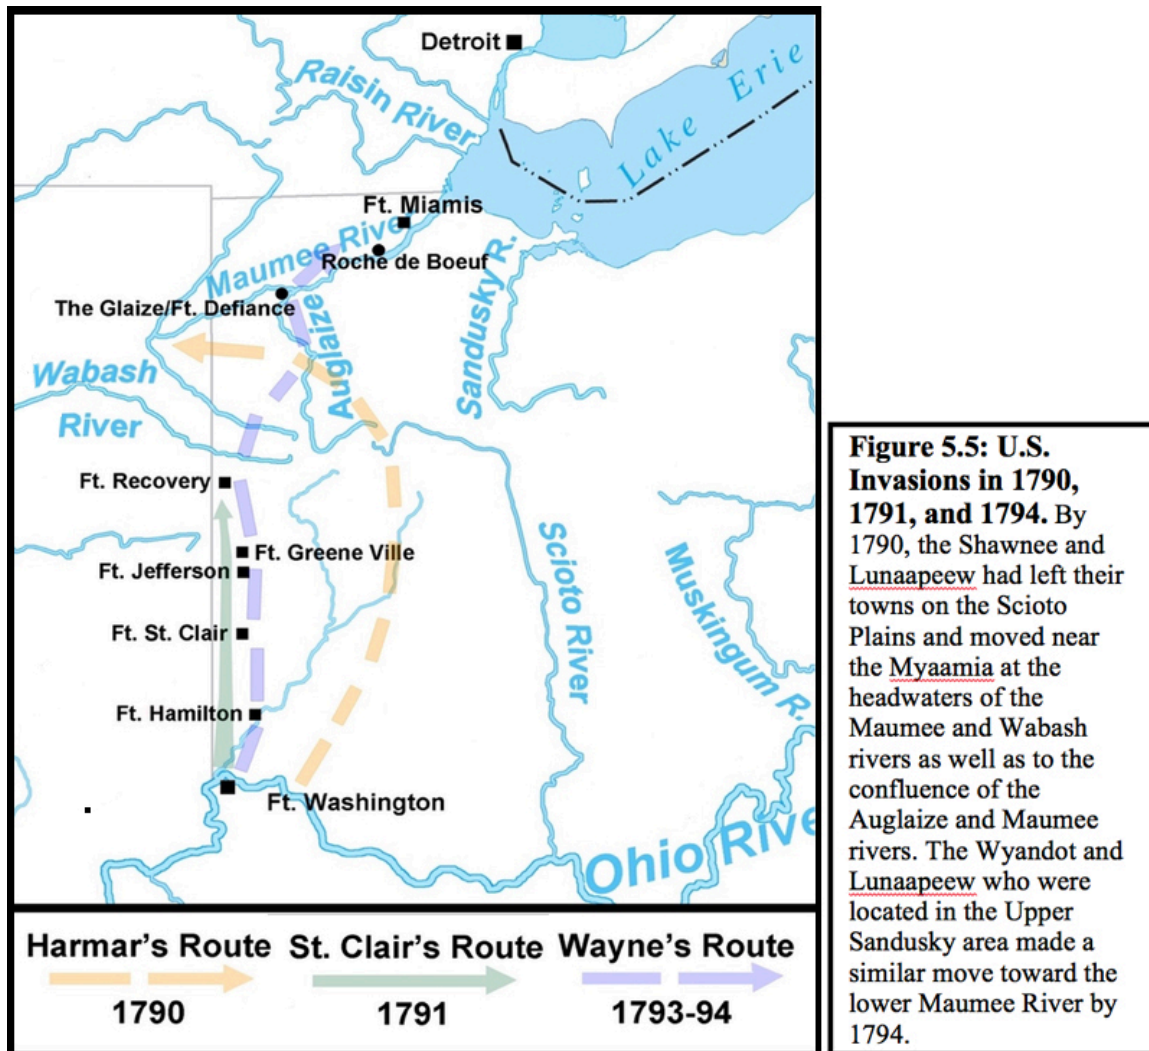 Detroit
Raisin River
Lake Erie
Ft. Miamis
Maumee River
Roche de Boeuf
The Glaize/Ft. Defiance
Auglaize
Sandusky R.
Wabash
River
Ft. Recovery
Ft. Greene Ville
Ft. Jefferson
Scioto River
Muskingum R.
Ft. St. Clair
Ft. Hamilton
Ft. Washington
Ohio Rive
Harmar's Route St. Clair's Route Wayne's Route
1790 1791 1793-94
Figure 5.5: U.S.
Invasions in 1790,
1791, and 1794. By
1790, the Shawnee and
Lunaapeew had left their
towns on the Scioto
Plains and moved near
the Myaamia at the
headwaters of the
Maumee and Wabash
rivers as well as to the
confluence of the
Auglaize and Maumee
rivers. The Wyandot and
Lunaapeew who were
located in the Upper
Sandusky area made a
similar move toward the
lower Maumee River by
1794.